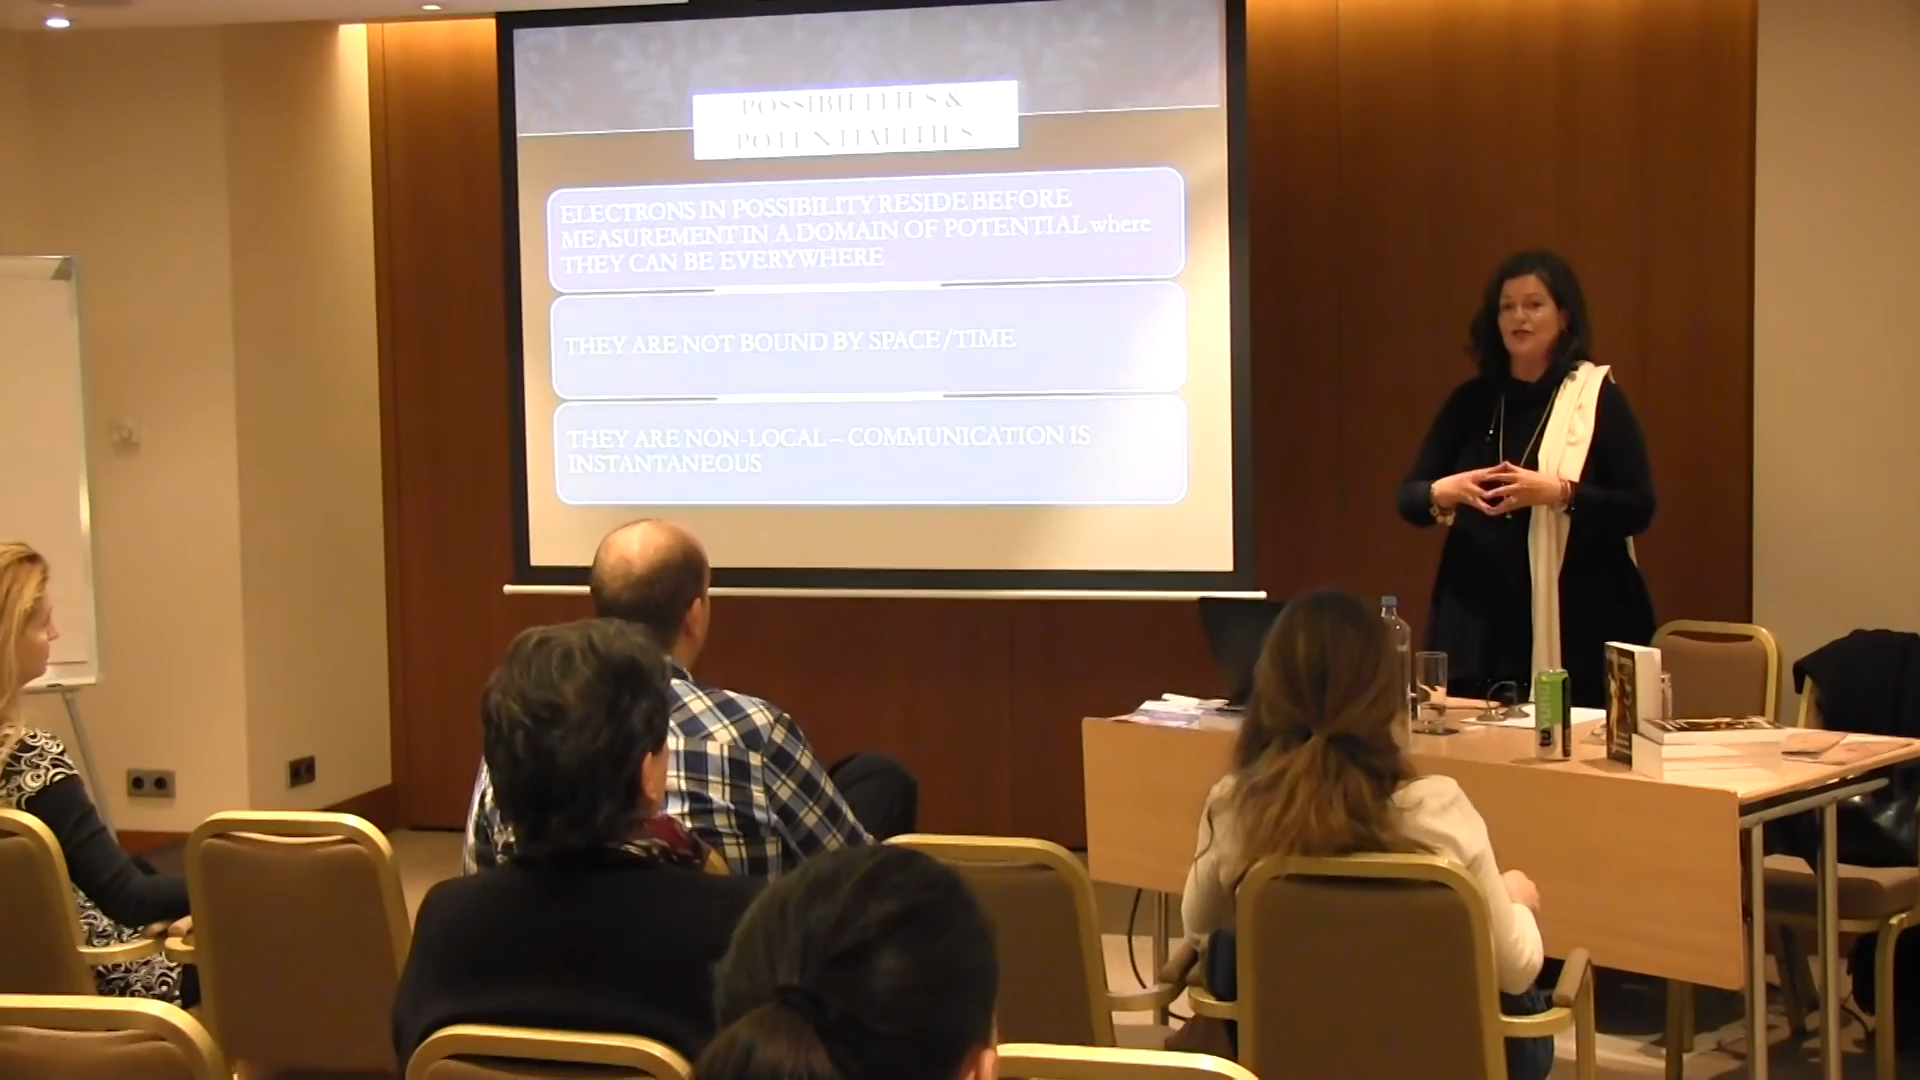 POSSIBILITIES &
POTENTIALITIES
ELECTRONS IN POSSIBILITY RESIDE BEFORE
MEASUREMENT IN A DOMAIN OF POTENTIAL where
THEY CAN BE EVERYWHERE
THEY ARE NOT BOUND BY SPACE/TIME
THEY ARE NON-LOCAL – COMMUNICATION IS
INSTANTANEOUS